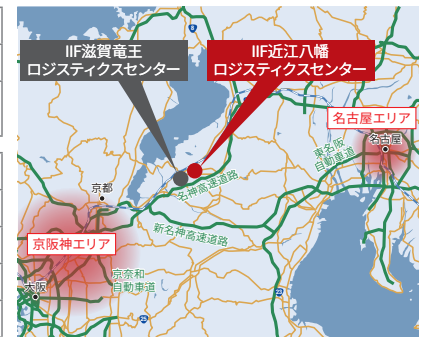 IIF滋賀竜王
ロジスティクスセンター
IIF近江八幡
ロジスティクスセンター
名古屋エリア
名古屋
東名阪
自動車道
名神高速道路
京都
新名神高速道路
京阪神エリア
京奈和
自動車道
大阪
8
23
25